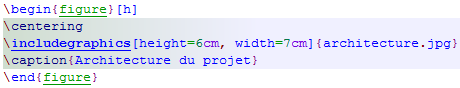 \begin{figure}[h]
\centering
\includegraphics[height=6cm, width=7cm]{architecture.jpg}
\caption{Architecture du projet}
\end{figure}